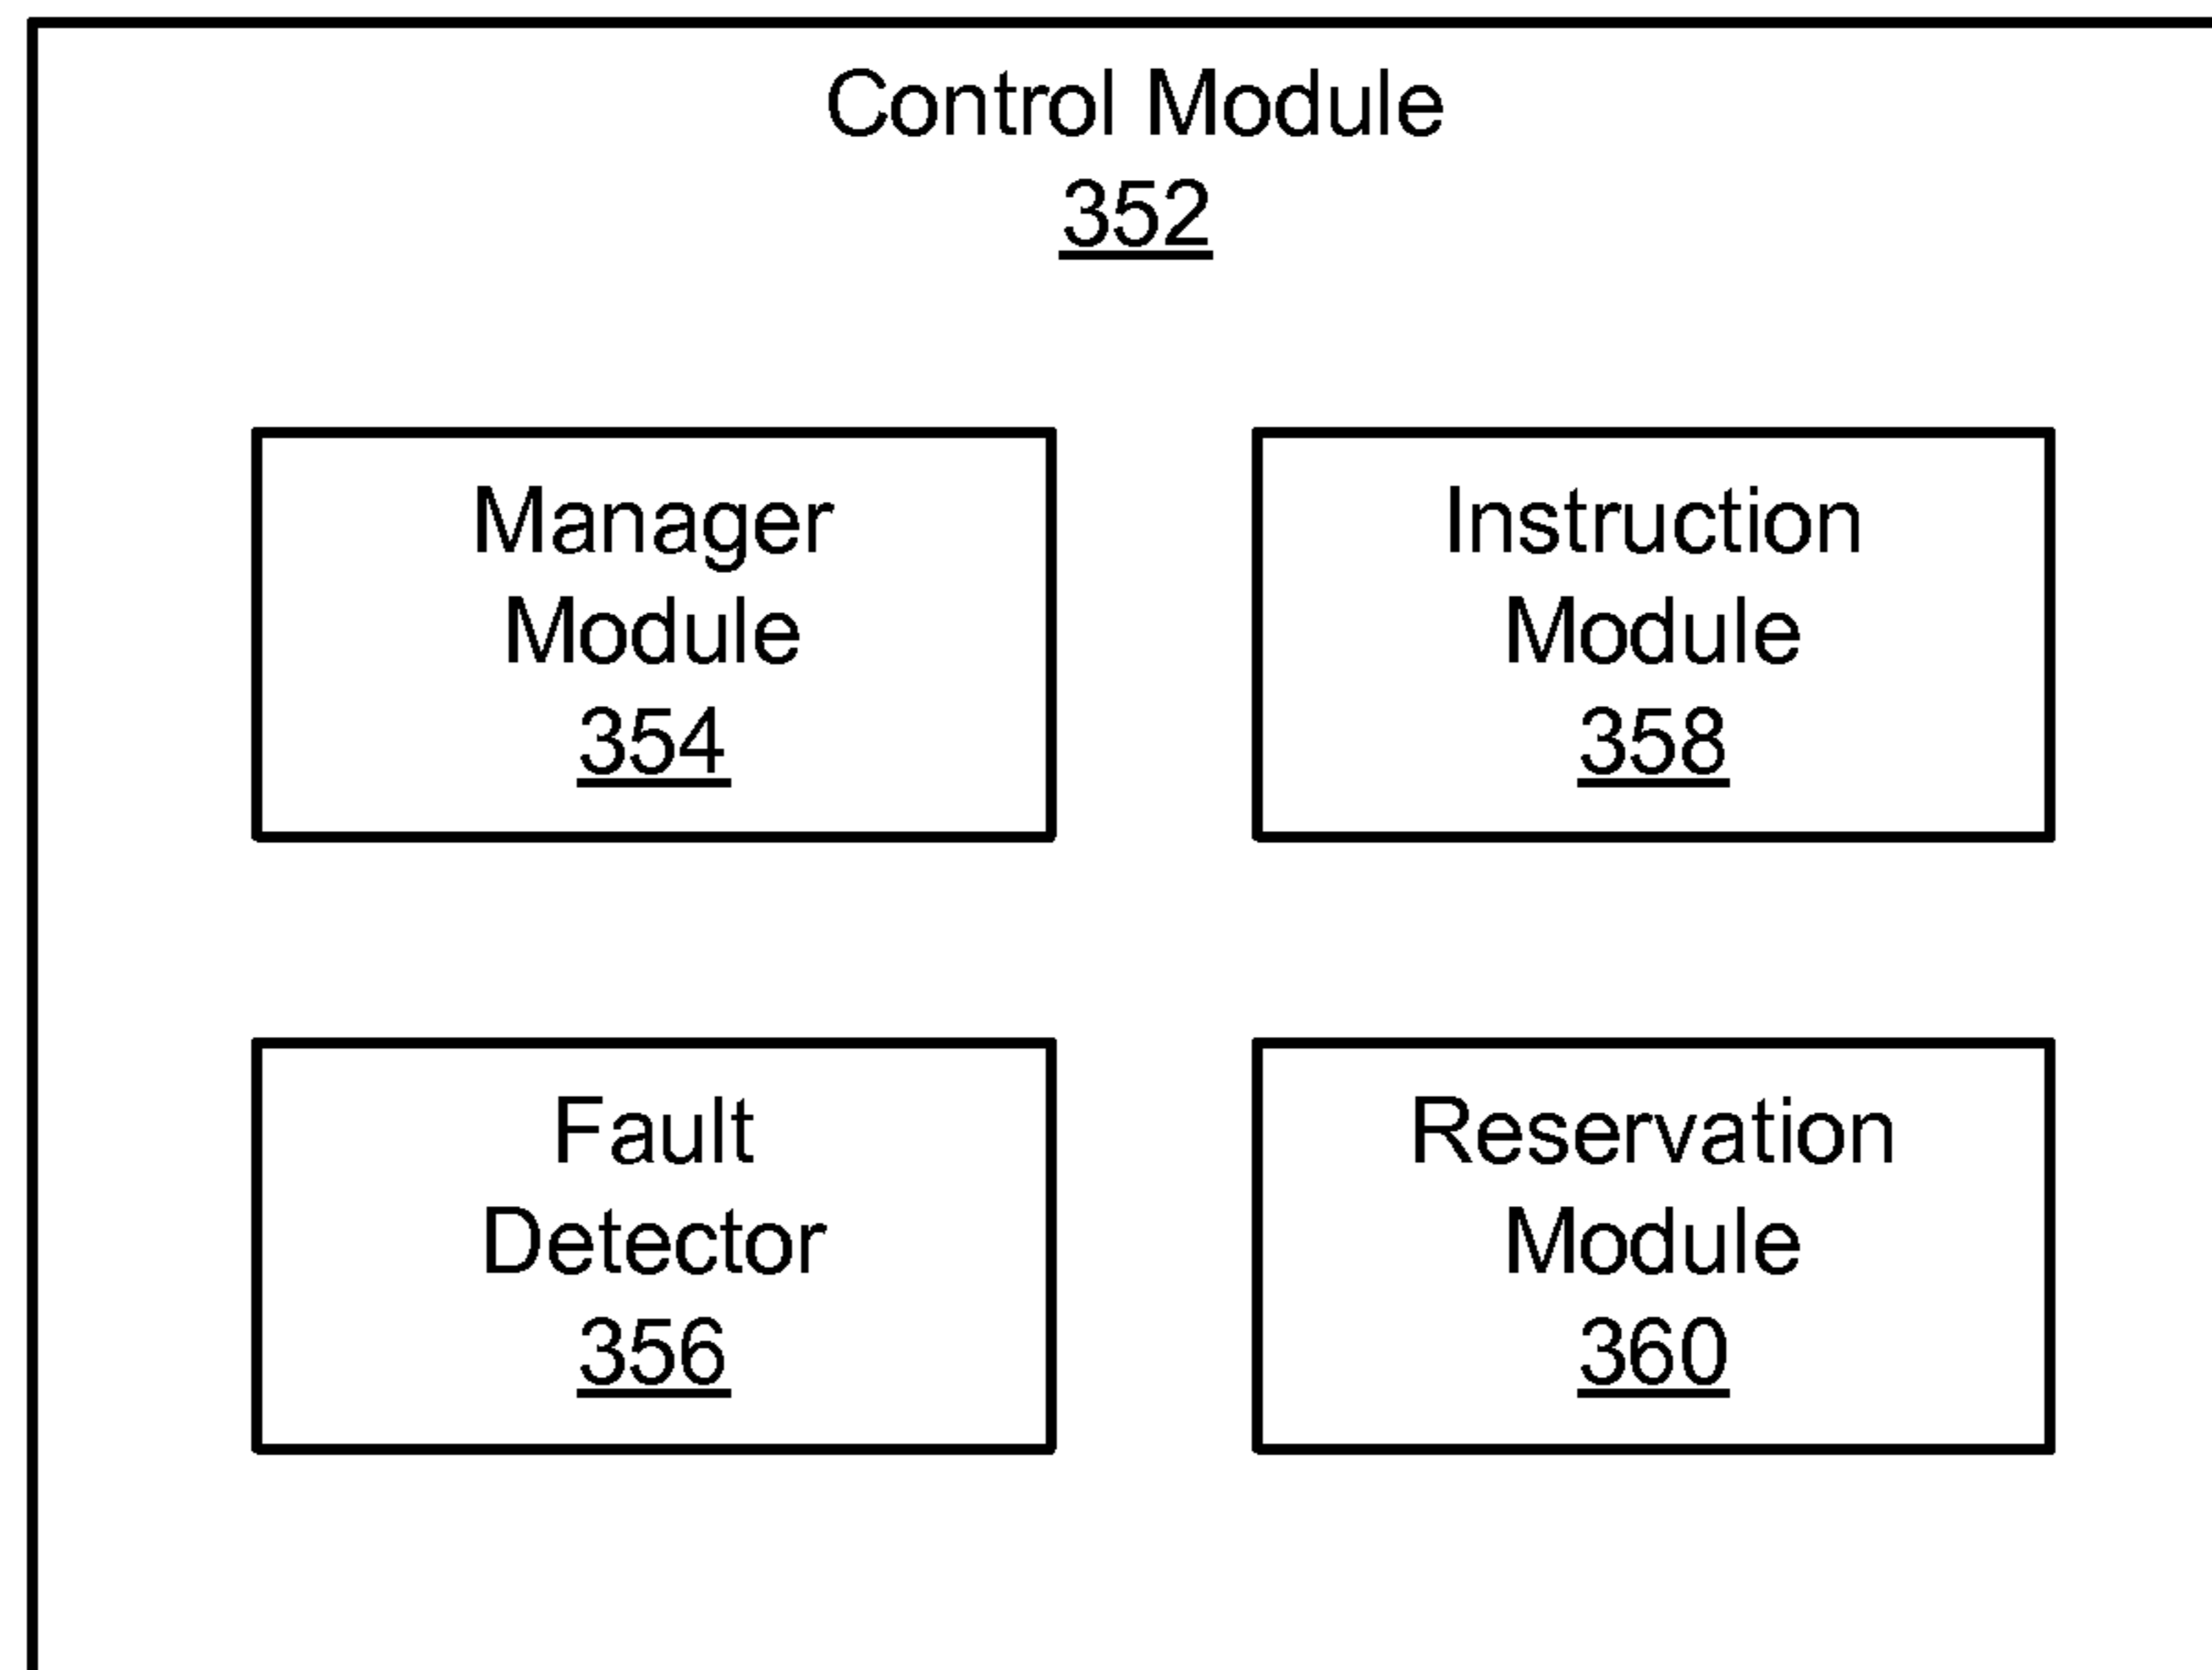 Control Module
352
Manager
Module
354
Instruction
Module
358
Fault
Detector
356
Reservation
Module
360